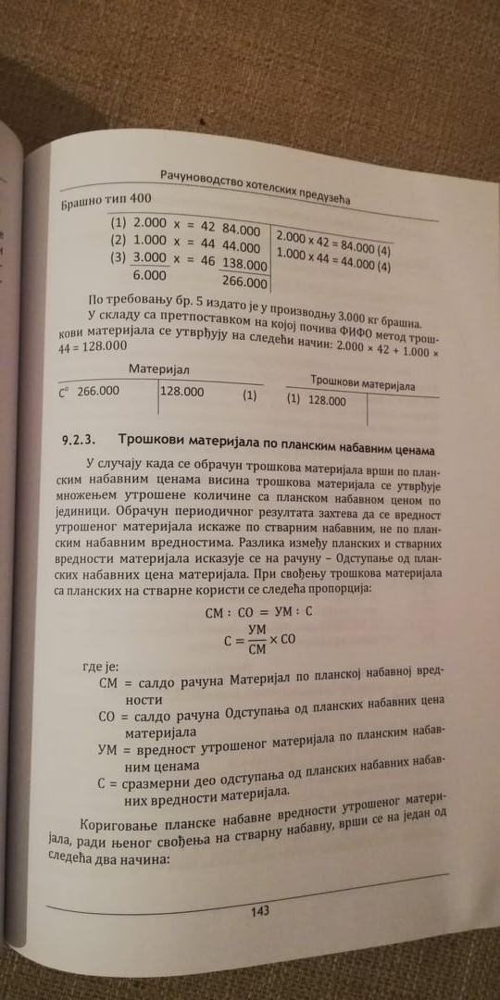 Рачуноводство хотелских предузећа
Брашно тип 400
(1) 2.000 x = 42 84.000 2.000 x 42 = 84.000 (4)
(2) 1.000 x = 44 44.000 1.000 x 44 = 44.000 (4)
(3) 3.000 x = 46 138.000
6.000 266.000
По требовању бр. 5 издато је у производњу 3.000 кг брашна.
У складу са претпоставком на којој почива ФИФО метод трош-
кови материјала се утврђују на следећи начин: 2.000 × 42 + 1.000 ×
44 = 128.000
Материјал Трошкови материјала
С° 266.000 128.000 (1) (1) 128.000
9.2.3. Трошкови материјала по планским набавним ценама
У случају када се обрачун трошкова материјала врши по план-
ским набавним ценама висина трошкова материјала се утврђује
множењем утрошене количине са планском набавном ценом по
јединици. Обрачун периодичног резултата захтева да се вредност
утрошеног материјала искаже по стварним набавним, не по план-
ским набавним вредностима. Разлика између планских и стварних
вредности материјала исказује се на рачуну – Одступање од план-
ских набавних цена материјала. При свођењу трошкова материјала
са планских на стварне користи се следећа пропорција:
СМ : СО = УМ : С
С = УМ/СМ × СО
где је:
СМ = салдо рачуна Материјал по планској набавној вред-
ности
СО = салдо рачуна Одступања од планских набавних цена
материјала
УМ = вредност утрошеног материјала по планским набав-
ним ценама
С = сразмерни део одступања од планских набавних набав-
них вредности материјала.
Кориговање планске набавне вредности утрошеног матери-
јала, ради њеног свођења на стварну набавну, врши се на један од
следећа два начина:
143